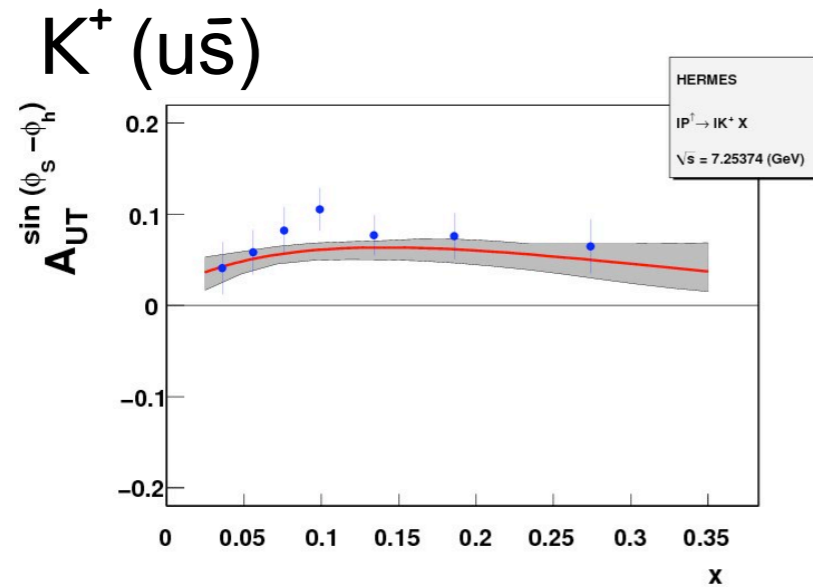 K⁺ (us̄)
HERMES
lP↑→ lK⁺ X
√s = 7.25374 (GeV)
A_UT^sin (ϕ_S −ϕ_h)
0.2
0.1
0
−0.1
−0.2
0 0.05 0.1 0.15 0.2 0.25 0.3 0.35
x